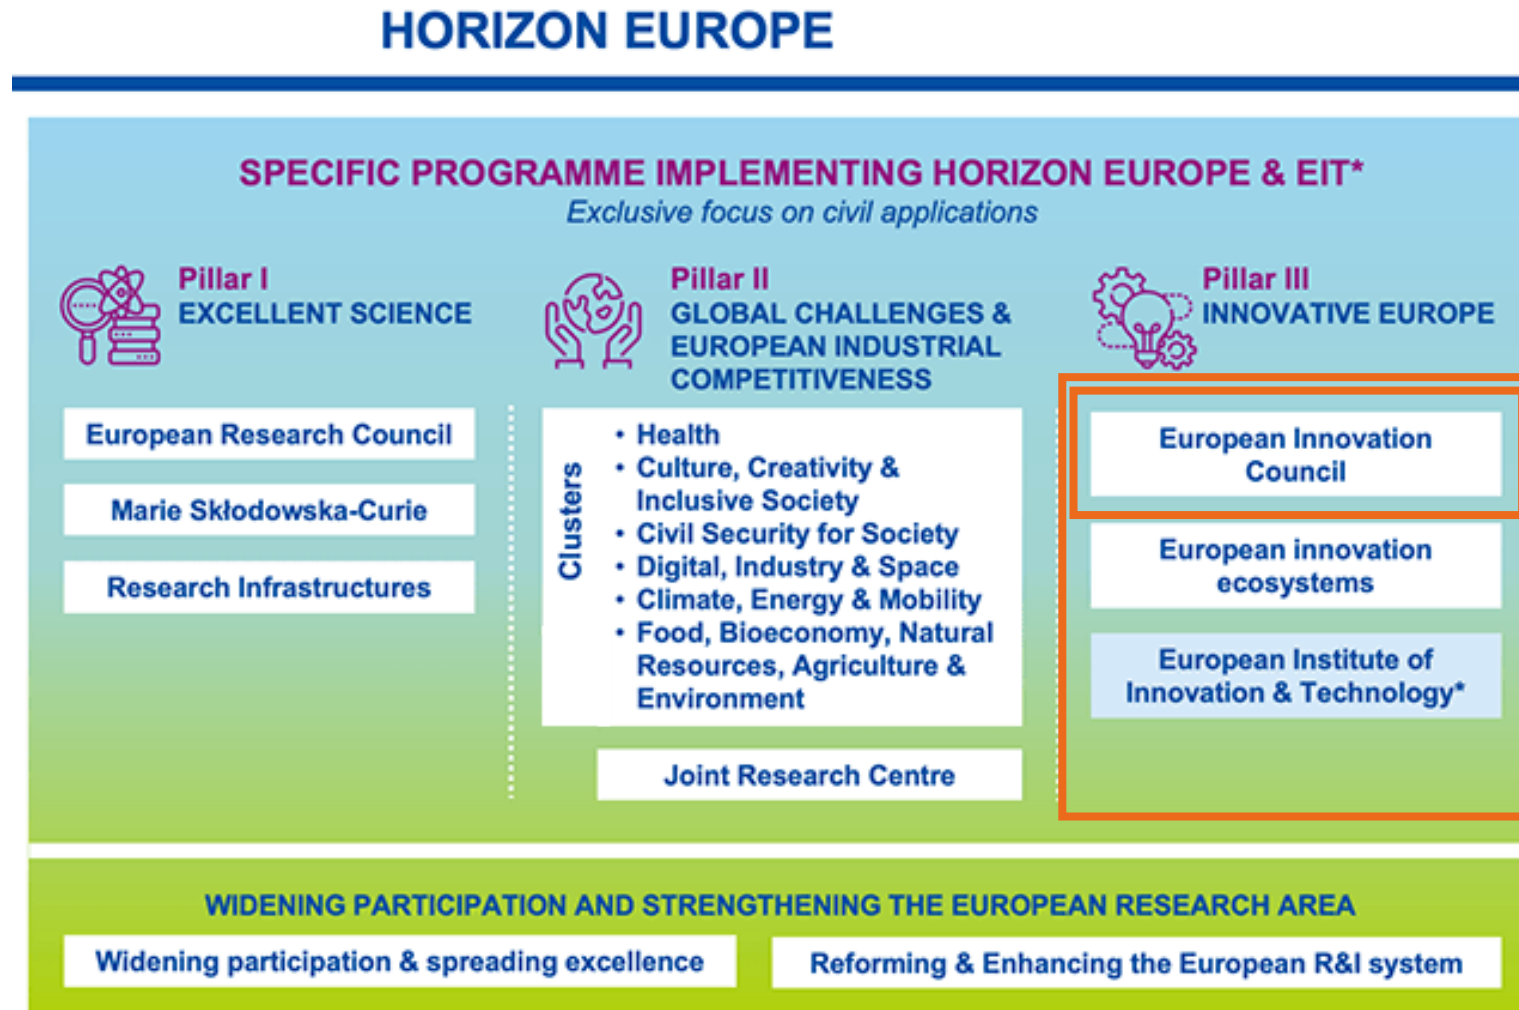 HORIZON EUROPE
SPECIFIC PROGRAMME IMPLEMENTING HORIZON EUROPE & EIT*
Exclusive focus on civil applications
Pillar I
EXCELLENT SCIENCE
European Research Council
Marie Skłodowska-Curie
Research Infrastructures
Pillar II
GLOBAL CHALLENGES &
EUROPEAN INDUSTRIAL
COMPETITIVENESS
Clusters
• Health
• Culture, Creativity &
Inclusive Society
• Civil Security for Society
• Digital, Industry & Space
• Climate, Energy & Mobility
• Food, Bioeconomy, Natural
Resources, Agriculture &
Environment
Joint Research Centre
Pillar III
INNOVATIVE EUROPE
European Innovation
Council
European innovation
ecosystems
European Institute of
Innovation & Technology*
WIDENING PARTICIPATION AND STRENGTHENING THE EUROPEAN RESEARCH AREA
Widening participation & spreading excellence
Reforming & Enhancing the European R&I system